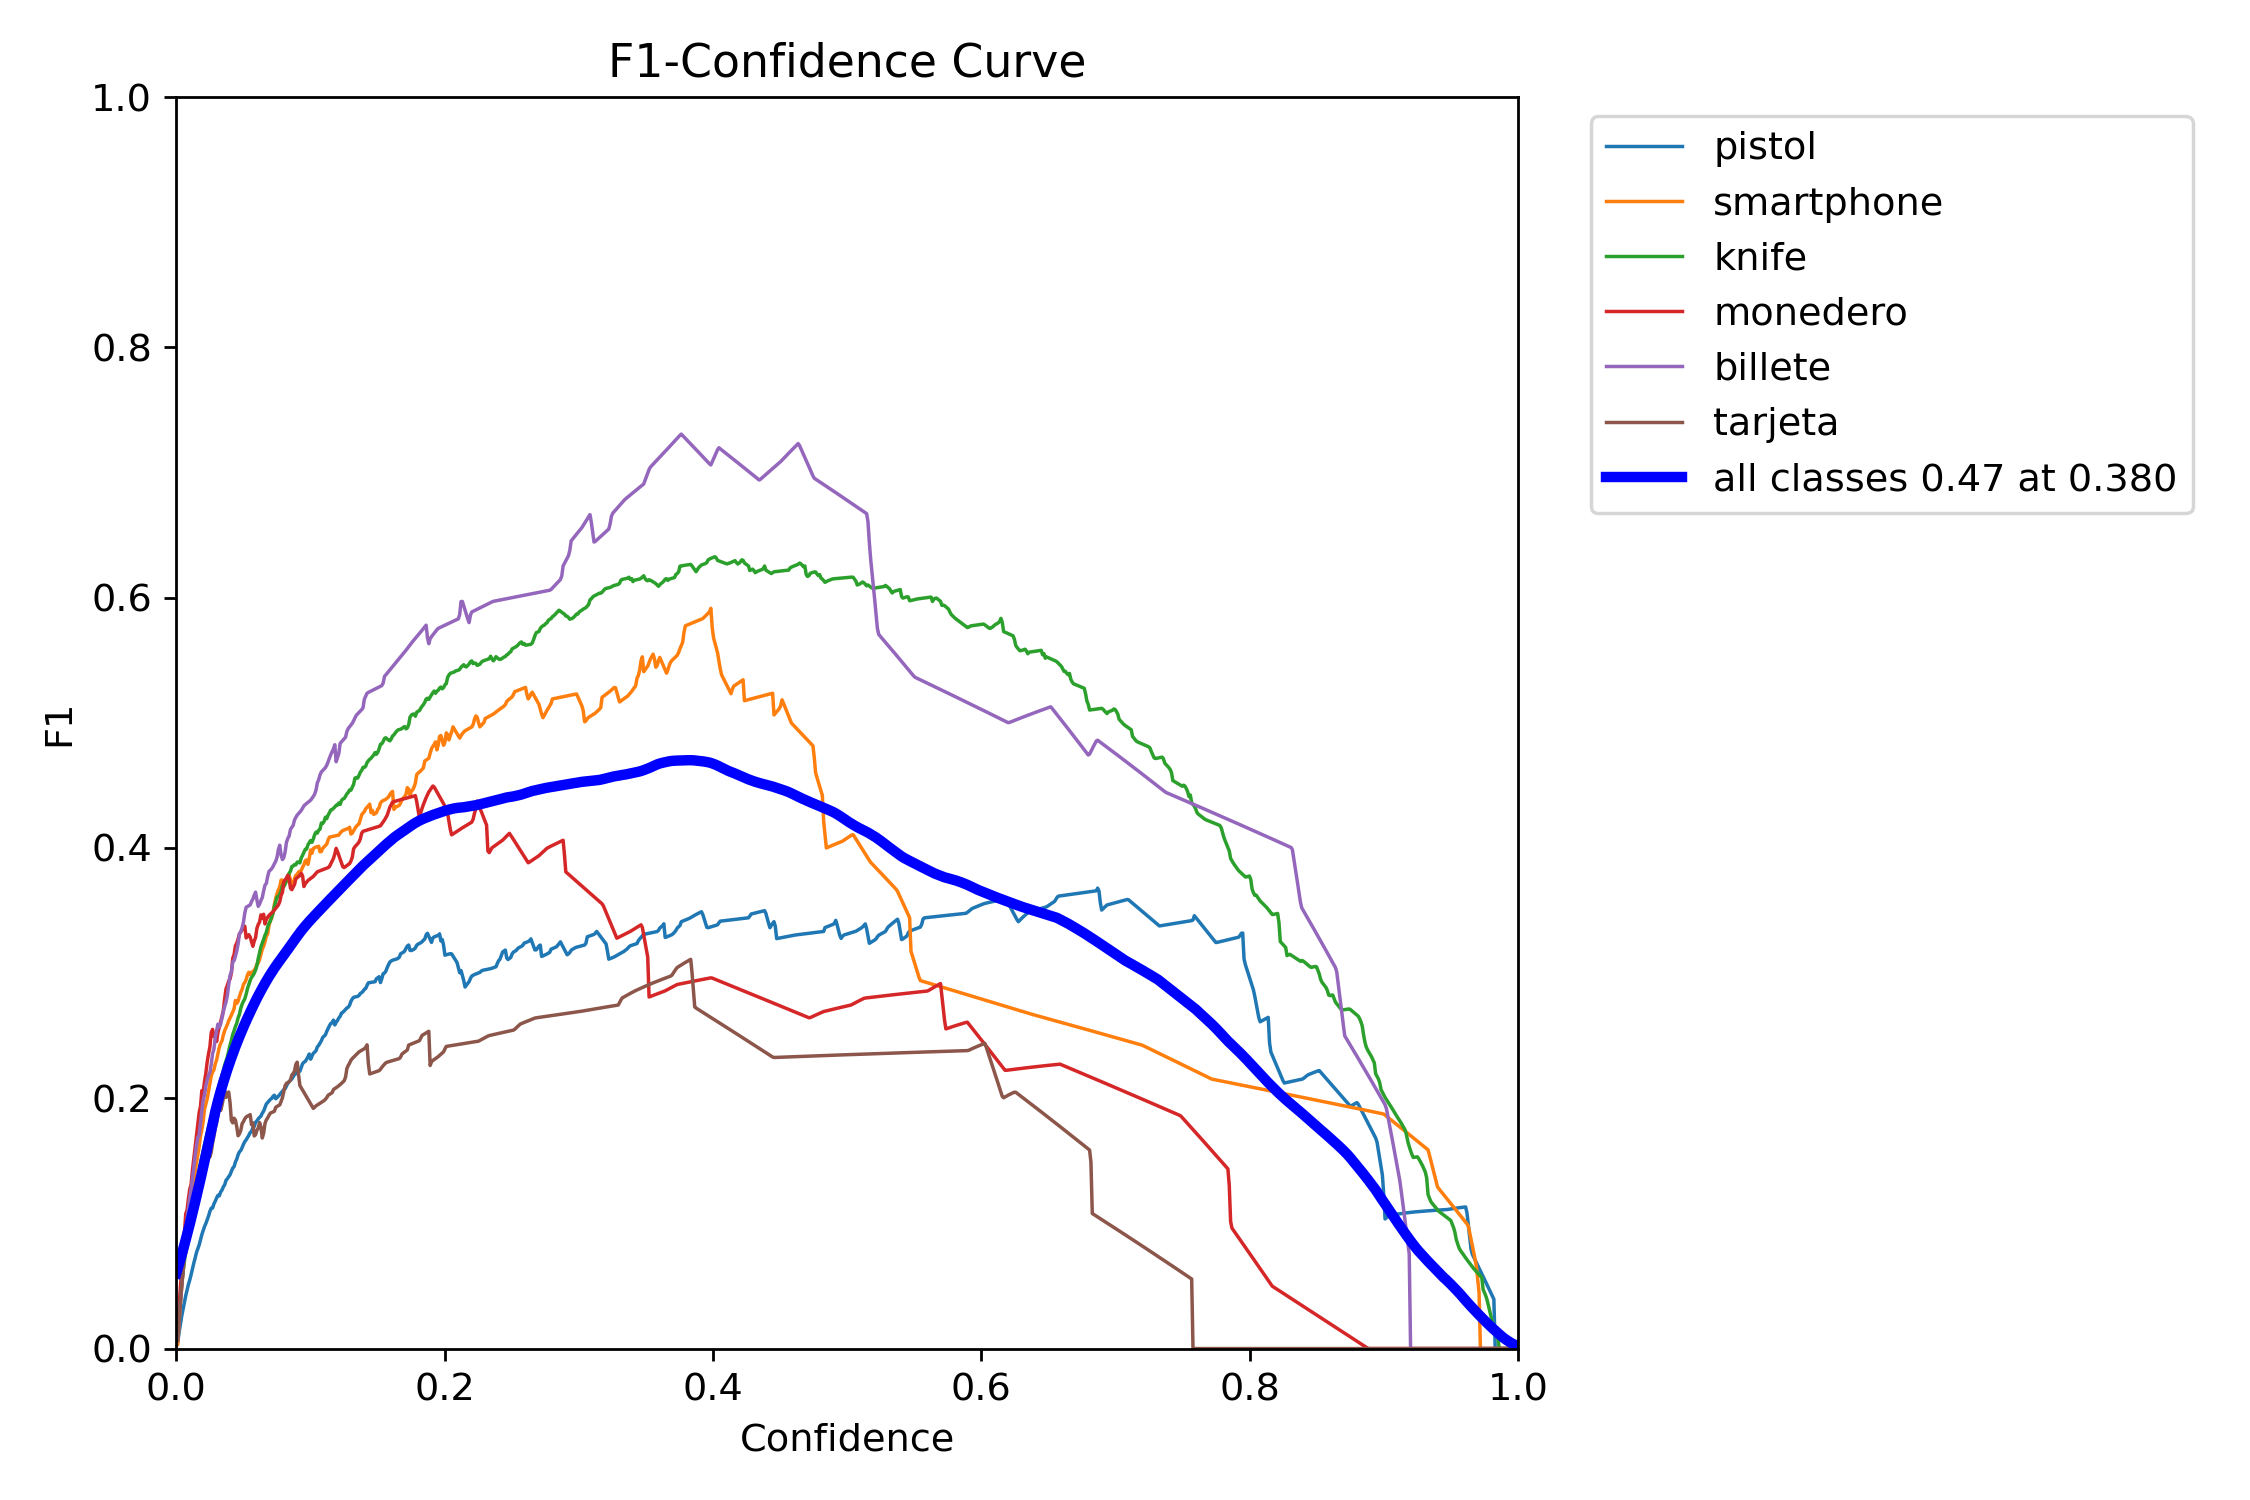 F1-Confidence Curve
1.0
0.8
0.6
0.4
0.2
0.0
F1
0.0 0.2 0.4 0.6 0.8 1.0
Confidence
pistol
smartphone
knife
monedero
billete
tarjeta
all classes 0.47 at 0.380